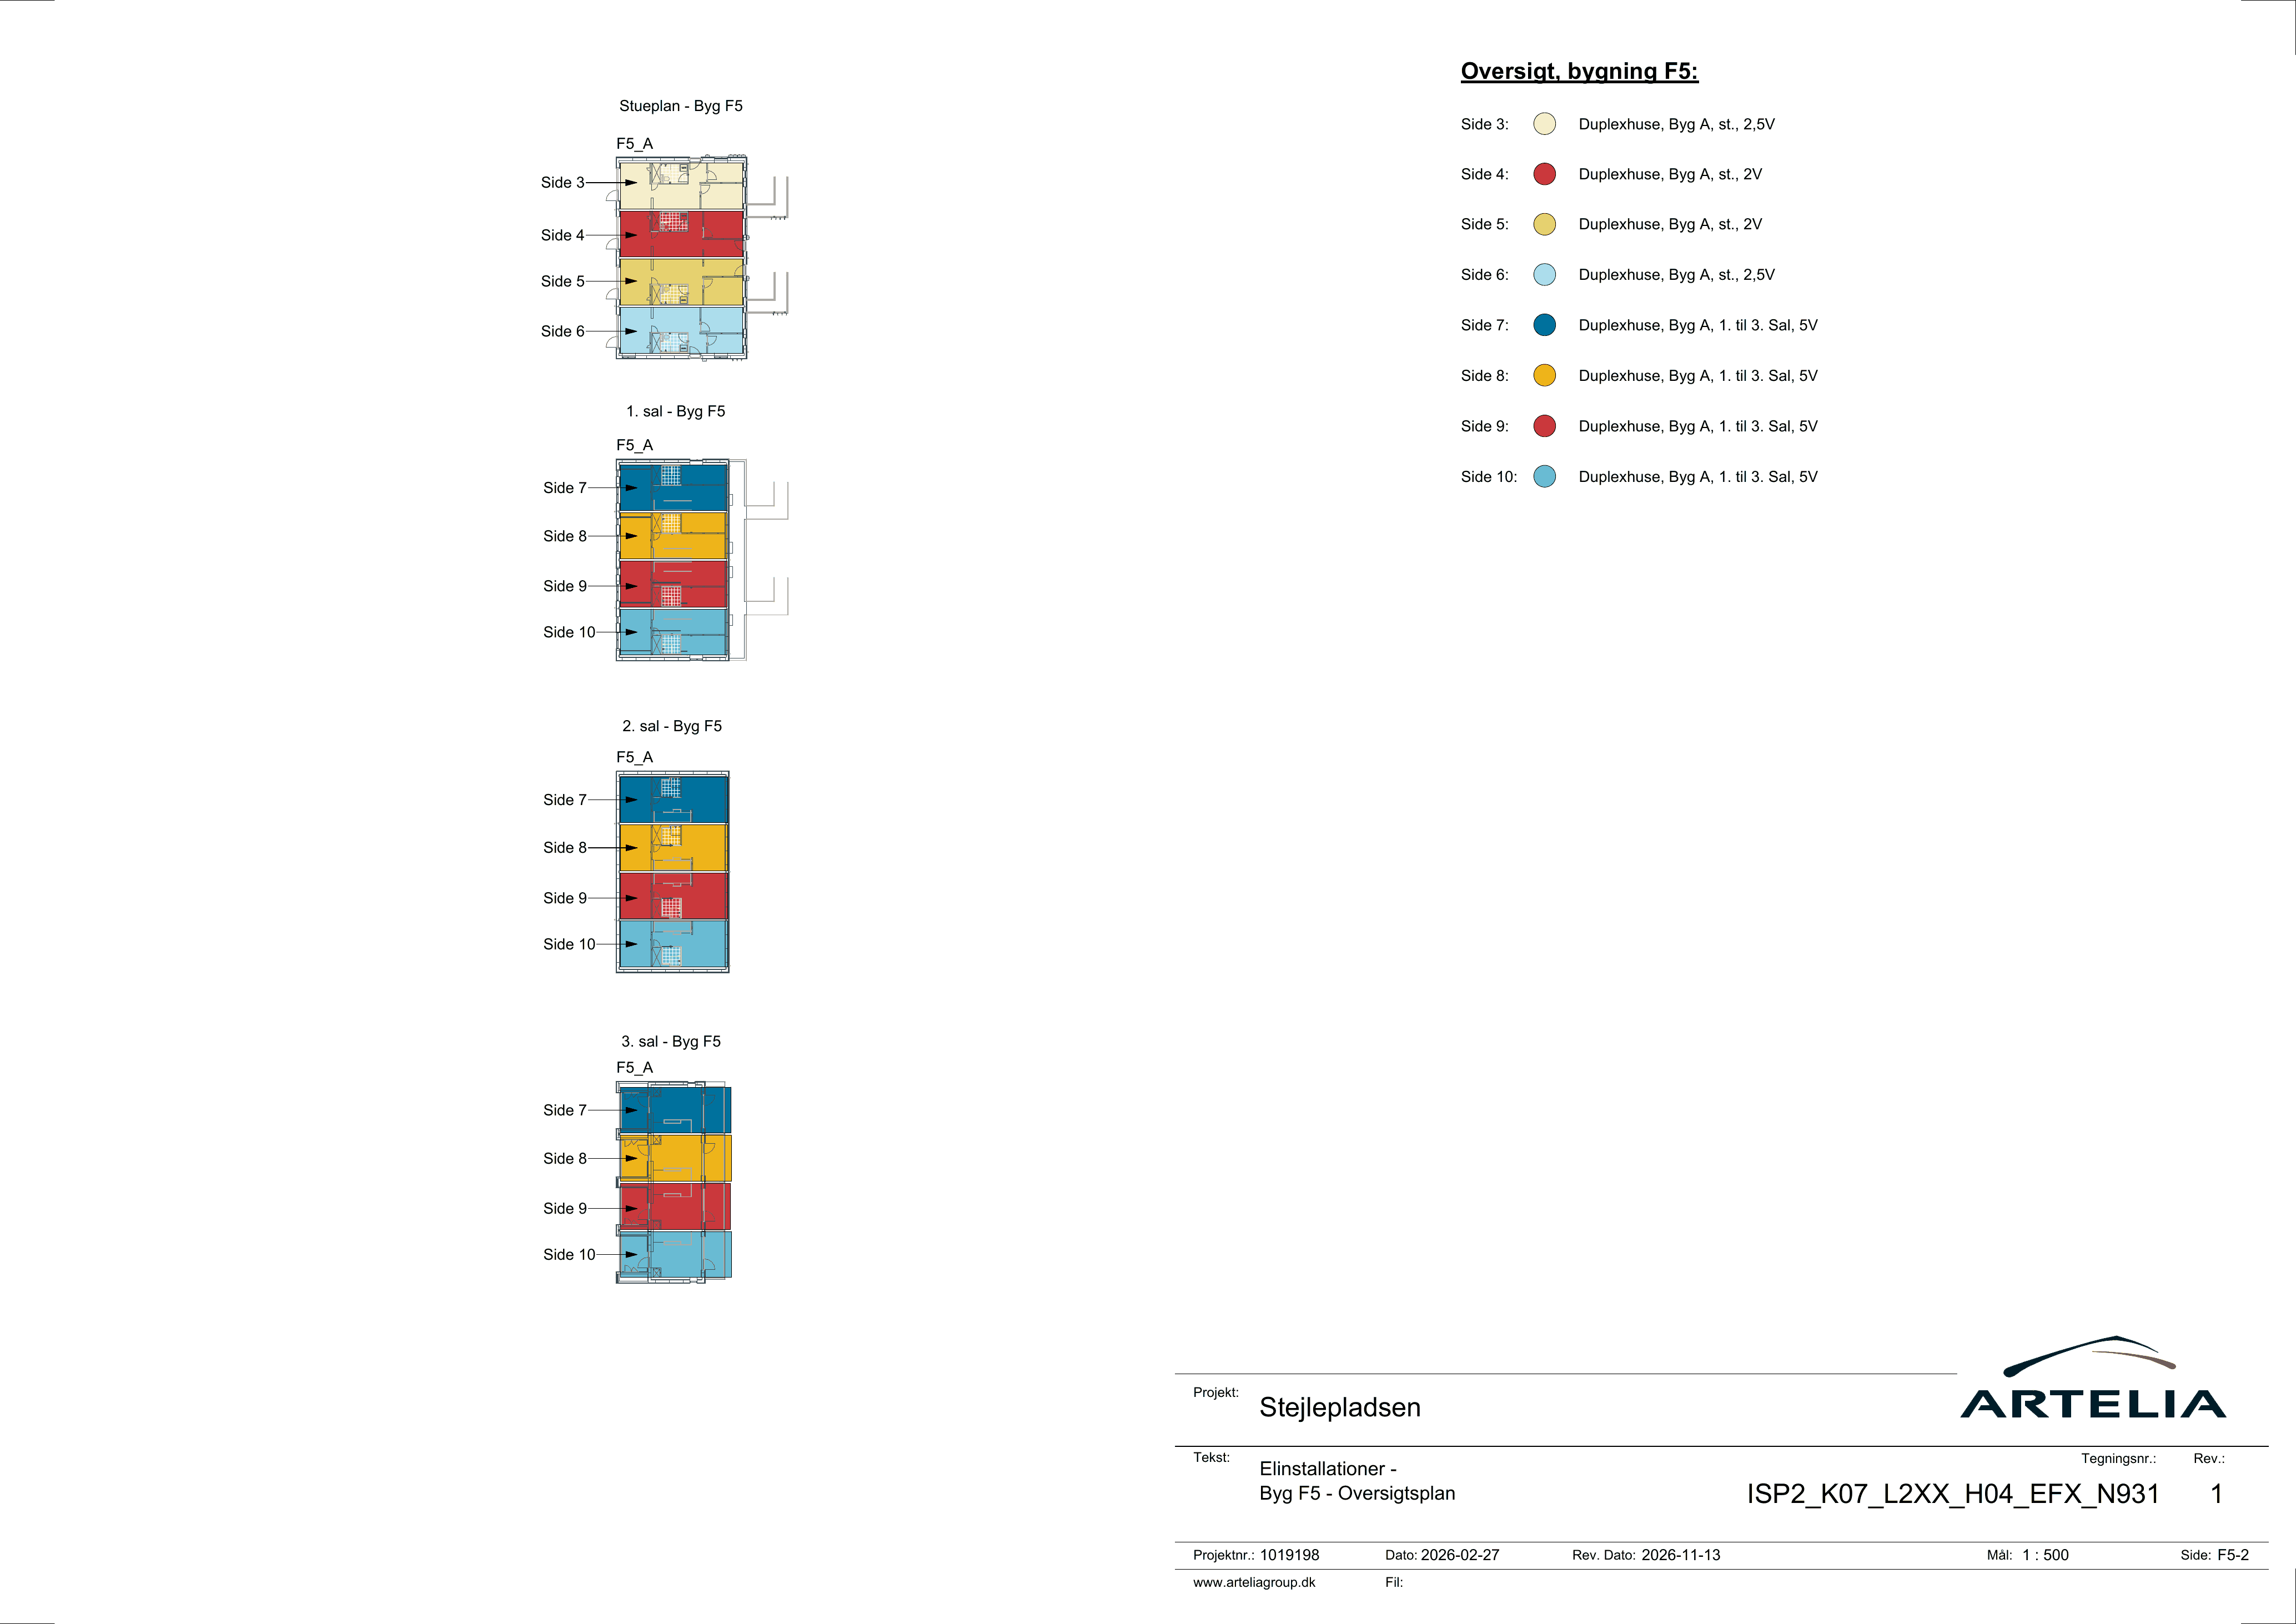 Stueplan - Byg F5
F5_A
Side 3
Side 4
Side 5
Side 6
1. sal - Byg F5
F5_A
Side 7
Side 8
Side 9
Side 10
2. sal - Byg F5
F5_A
Side 7
Side 8
Side 9
Side 10
3. sal - Byg F5
F5_A
Side 7
Side 8
Side 9
Side 10
Oversigt, bygning F5:
Side 3: Duplexhuse, Byg A, st., 2,5V
Side 4: Duplexhuse, Byg A, st., 2V
Side 5: Duplexhuse, Byg A, st., 2V
Side 6: Duplexhuse, Byg A, st., 2,5V
Side 7: Duplexhuse, Byg A, 1. til 3. Sal, 5V
Side 8: Duplexhuse, Byg A, 1. til 3. Sal, 5V
Side 9: Duplexhuse, Byg A, 1. til 3. Sal, 5V
Side 10: Duplexhuse, Byg A, 1. til 3. Sal, 5V
ARTELIA
Projekt: Stejlepladsen
Tekst: Elinstallationer -
Byg F5 - Oversigtsplan
Tegningsnr.: Rev.:
ISP2_K07_L2XX_H04_EFX_N931 1
Projektnr.: 1019198 Dato: 2026-02-27 Rev. Dato: 2026-11-13 Mål: 1 : 500 Side: F5-2
www.arteliagroup.dk Fil: